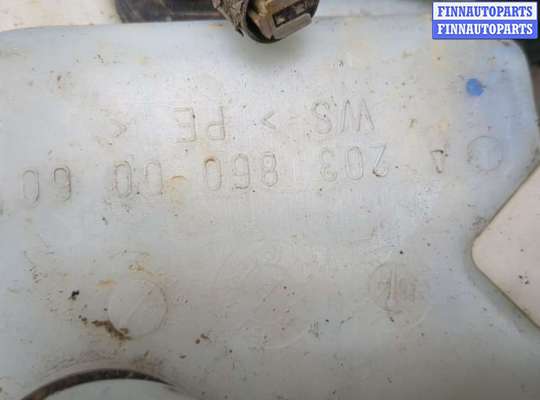 FINNAUTOPARTS
FINNAUTOPARTS
A 203 860 00 60
> PE <